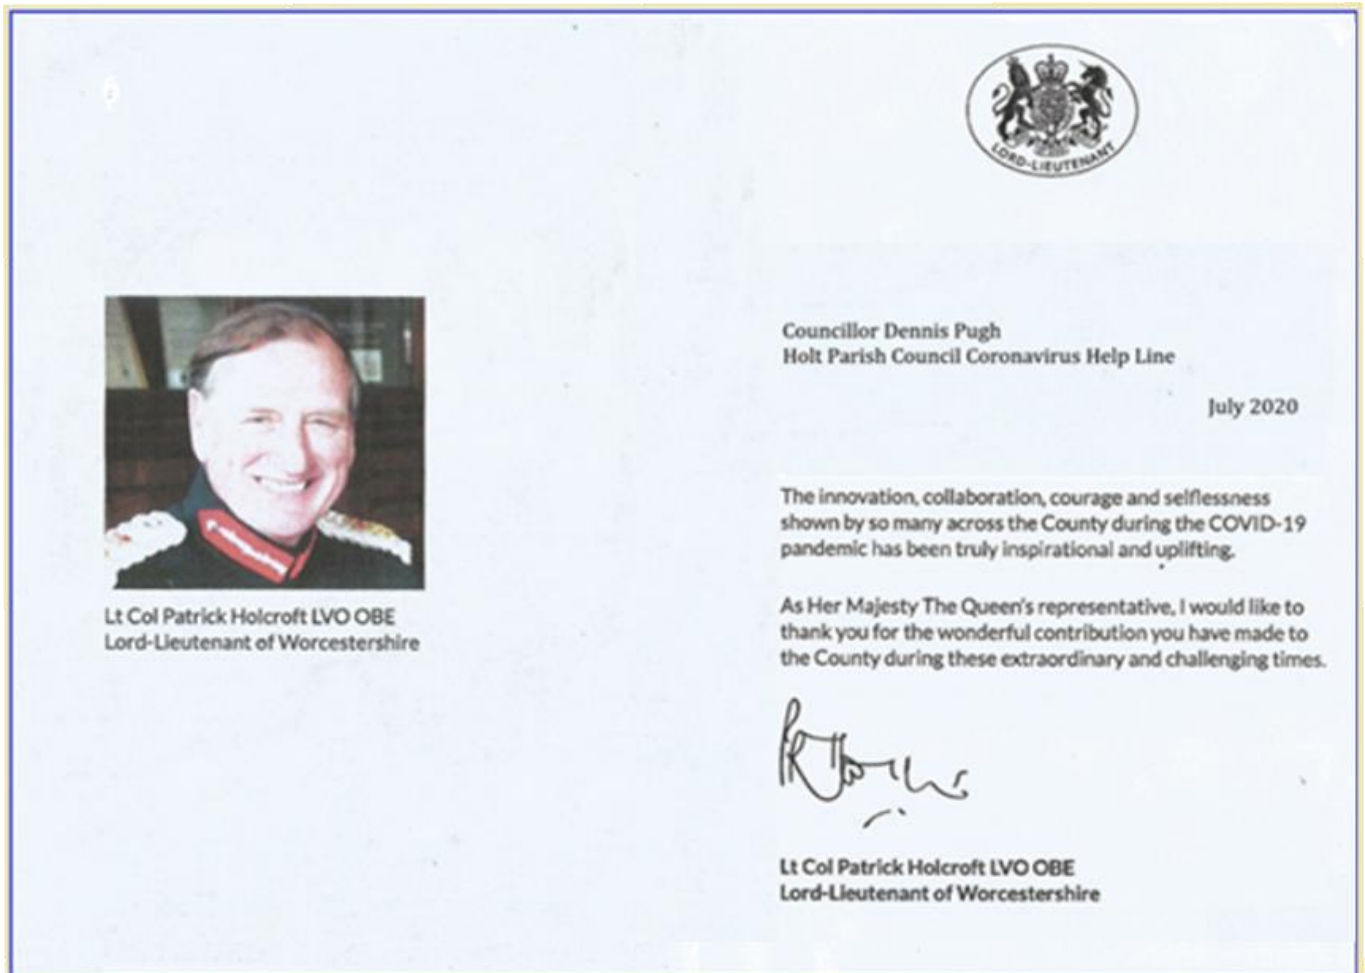 LORD-LIEUTENANT
Lt Col Patrick Holcroft LVO OBE
Lord-Lieutenant of Worcestershire
Councillor Dennis Pugh
Holt Parish Council Coronavirus Help Line
July 2020
The innovation, collaboration, courage and selflessness
shown by so many across the County during the COVID-19
pandemic has been truly inspirational and uplifting.
As Her Majesty The Queen's representative, I would like to
thank you for the wonderful contribution you have made to
the County during these extraordinary and challenging times.
Lt Col Patrick Holcroft LVO OBE
Lord-Lieutenant of Worcestershire